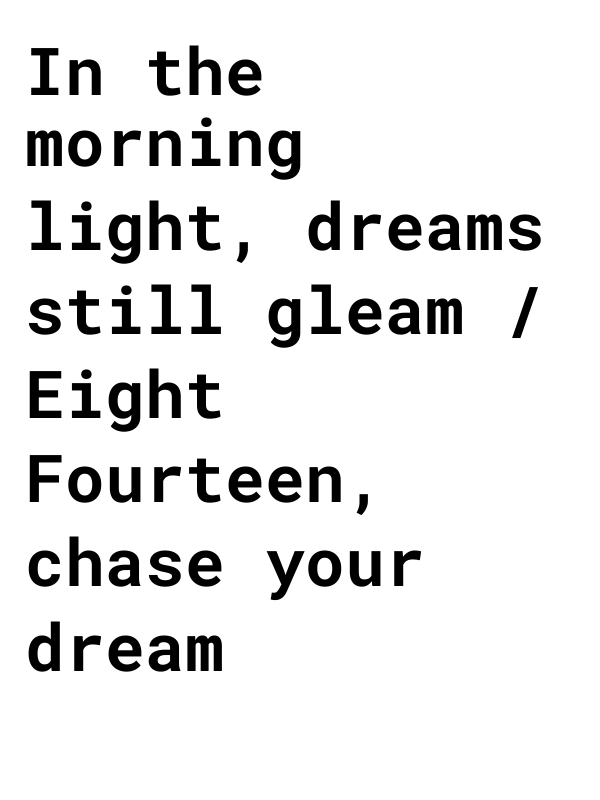 In the
morning
light, dreams
still gleam /
Eight
Fourteen,
chase your
dream